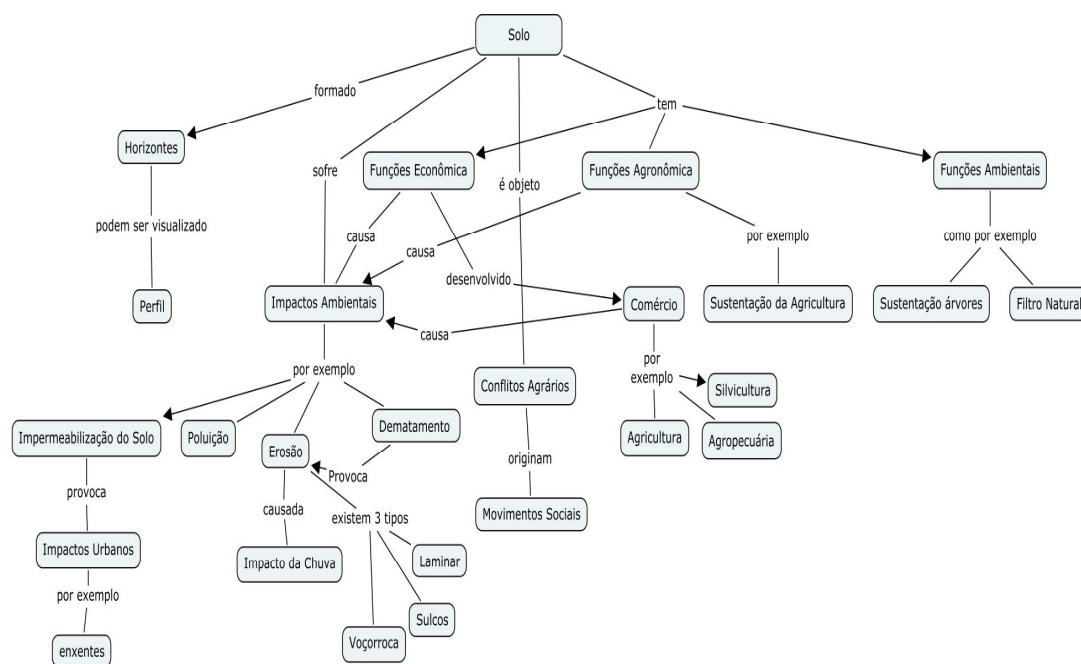 Solo
formado
tem
Horizontes
sofre
Funções Econômica
é objeto
Funções Agronômica
Funções Ambientais
podem ser visualizado
causa
causa
por exemplo
como por exemplo
desenvolvido
Perfil
Impactos Ambientais
Comércio
Sustentação da Agricultura
Sustentação árvores
Filtro Natural
causa
por exemplo
por
exemplo
Conflitos Agrários
Silvicultura
Impermeabilização do Solo
Poluição
Dematamento
Erosão
Agricultura
Agropecuária
Provoca
originam
provoca
causada
existem 3 tipos
Movimentos Sociais
Impactos Urbanos
Impacto da Chuva
Laminar
por exemplo
Sulcos
enxentes
Voçorroca